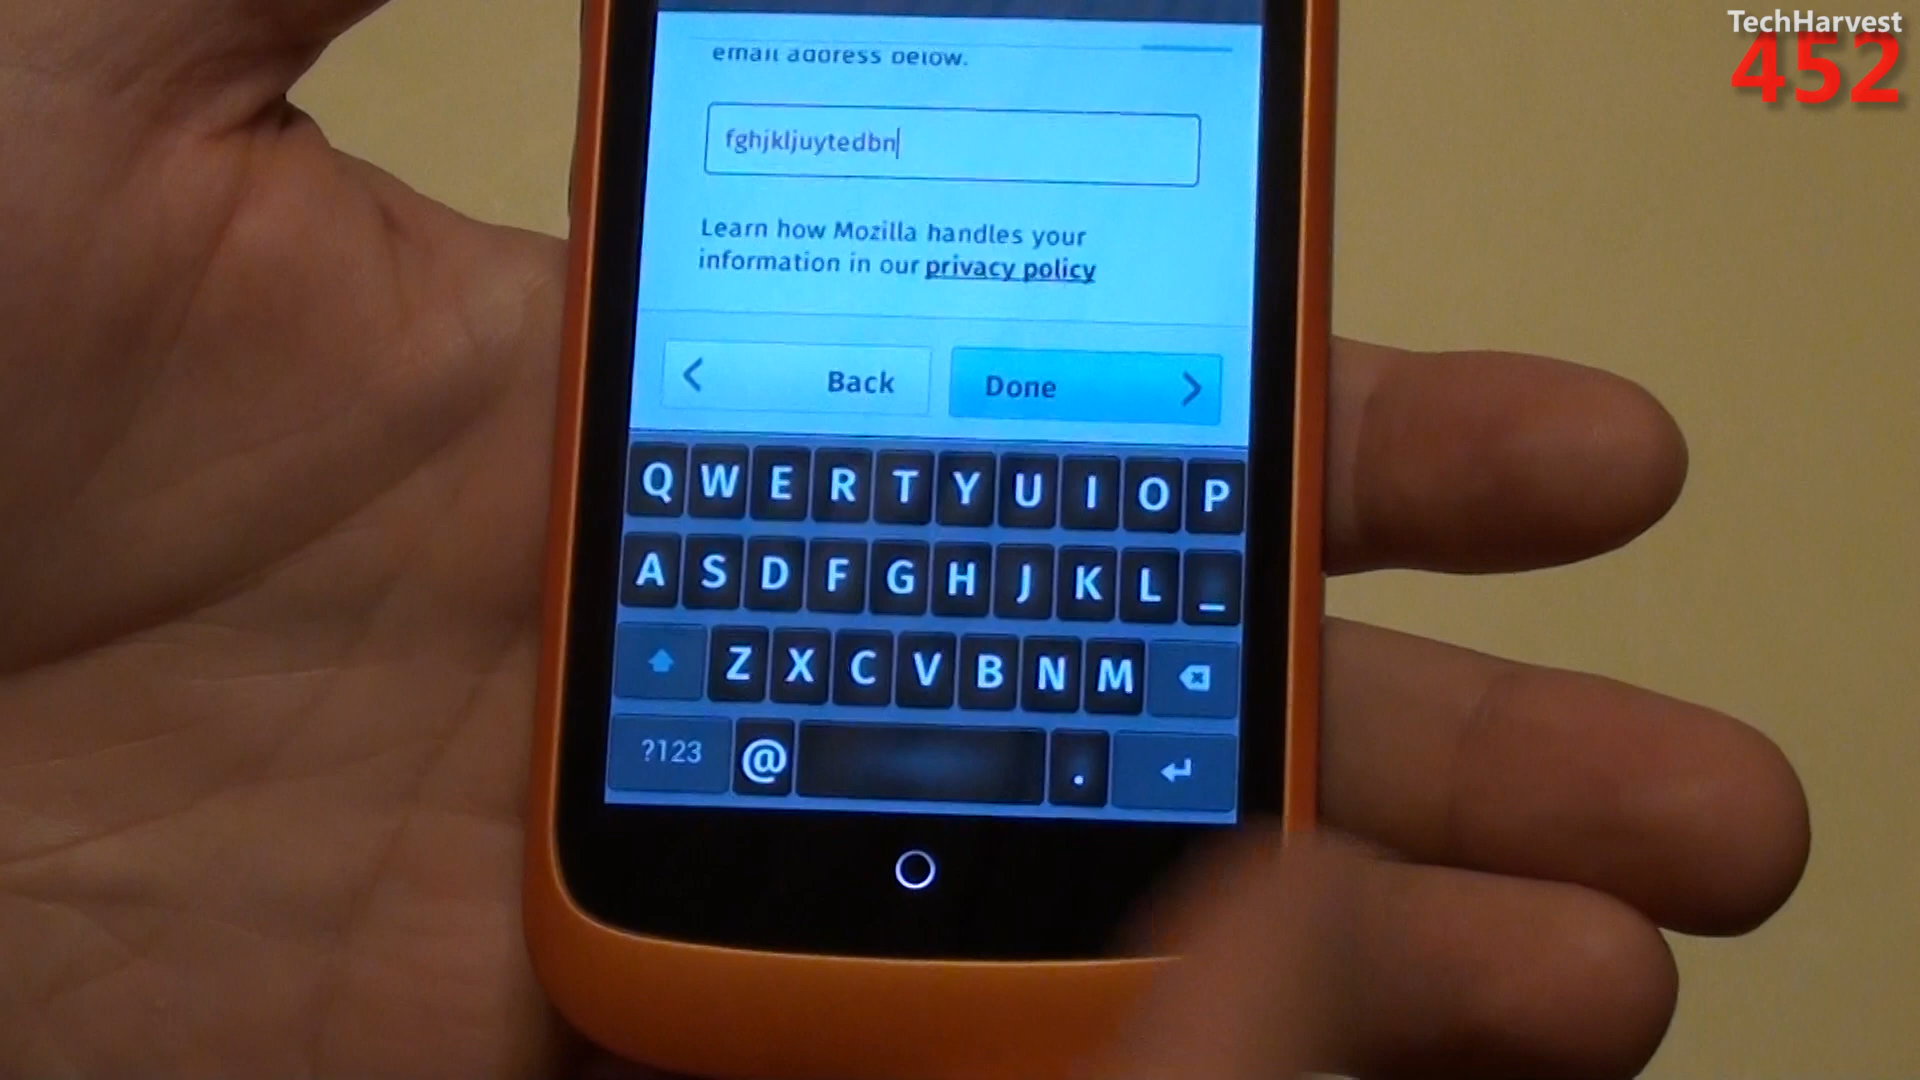 TechHarvest
452
email address below.
fghjkljuytedbn
Learn how Mozilla handles your
information in our privacy policy
Back
Done
Q W E R T Y U I O P
A S D F G H J K L _
Z X C V B N M
?123 @ .